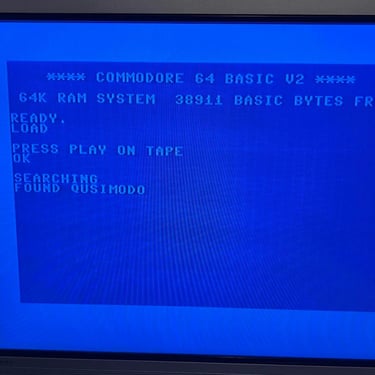 **** COMMODORE 64 BASIC V2 ****
64K RAM SYSTEM 38911 BASIC BYTES FR
READY.
LOAD
PRESS PLAY ON TAPE
OK
SEARCHING
FOUND QUSIMODO